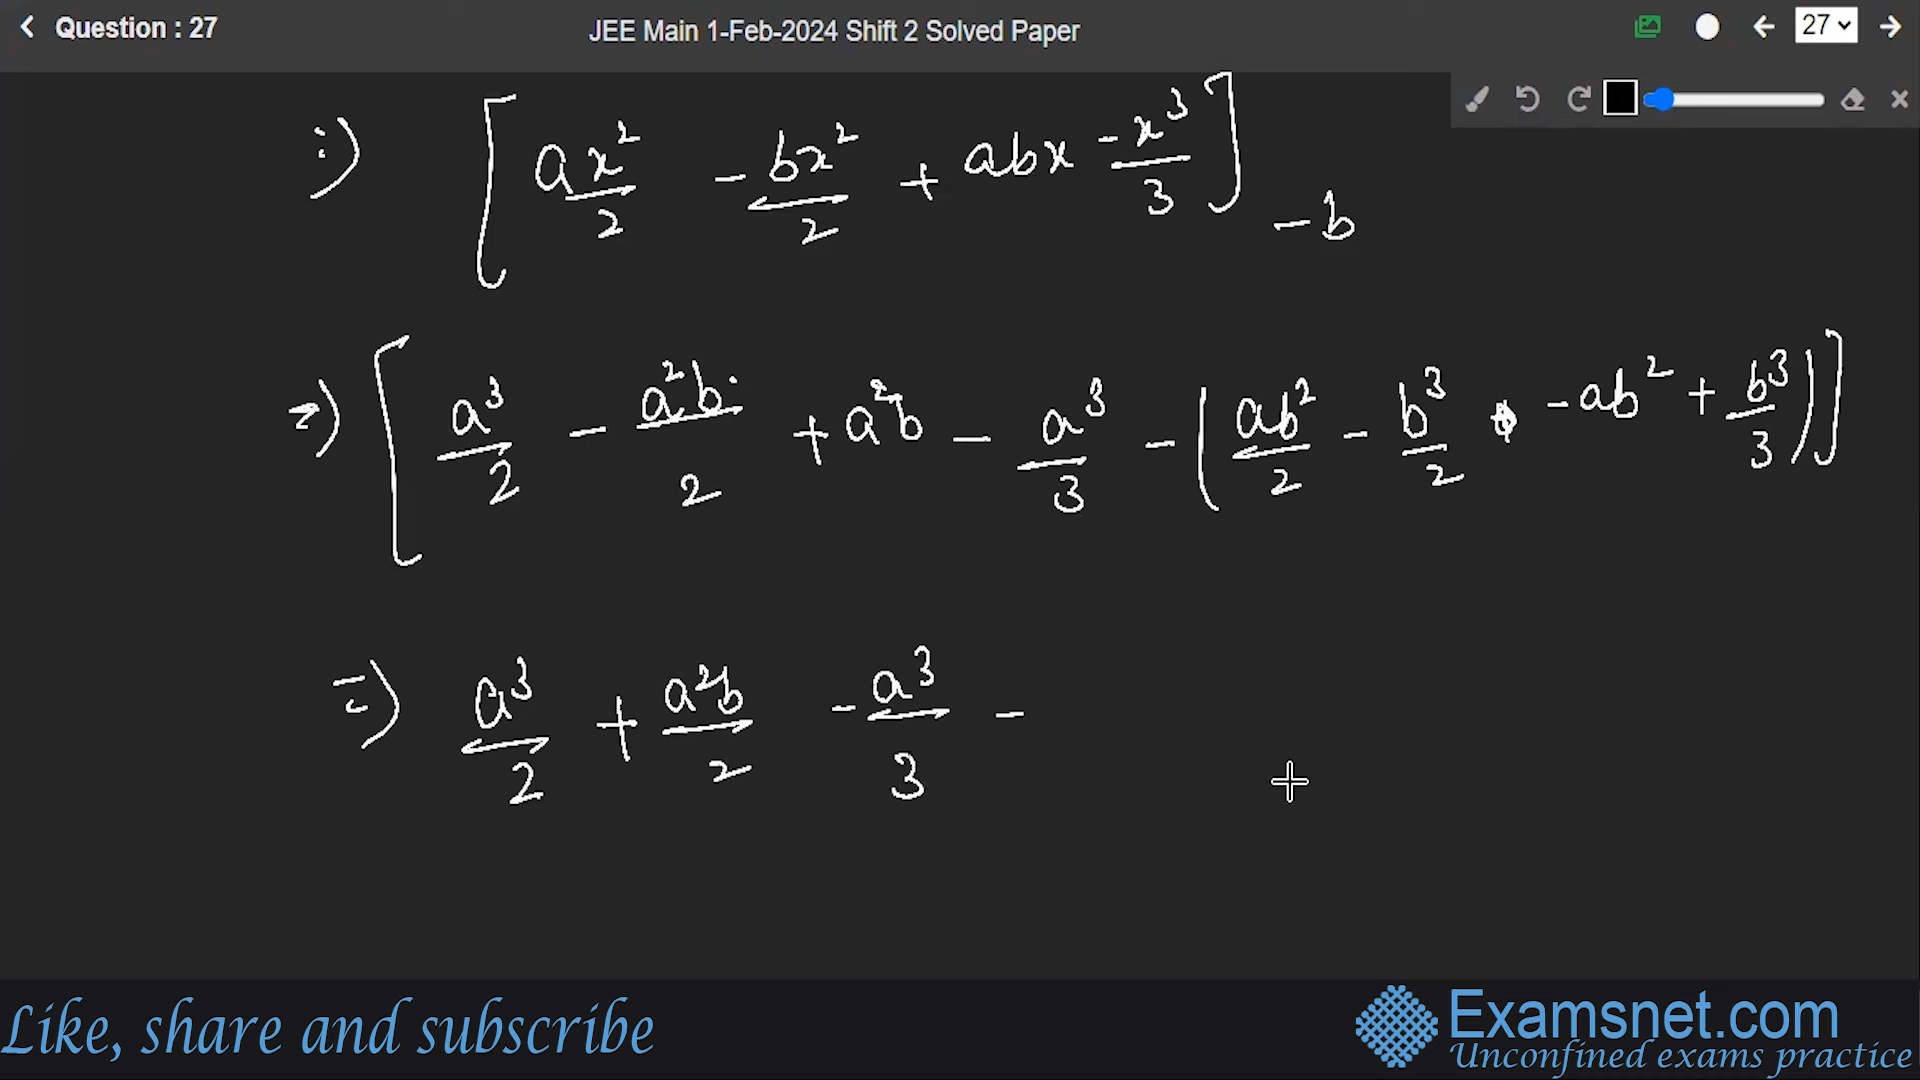 Question : 27
JEE Main 1-Feb-2024 Shift 2 Solved Paper
27
:) [ax²/2 - bx²/2 + abx - x³/3] -b
=) [a³/2 - a²b/2 + a²b - a³/3 - (ab²/2 - b³/2 - ab² + b³/3)]
=) a³/2 + a²b/2 - a³/3 -
Like, share and subscribe
Examsnet.com
Unconfined exams practice